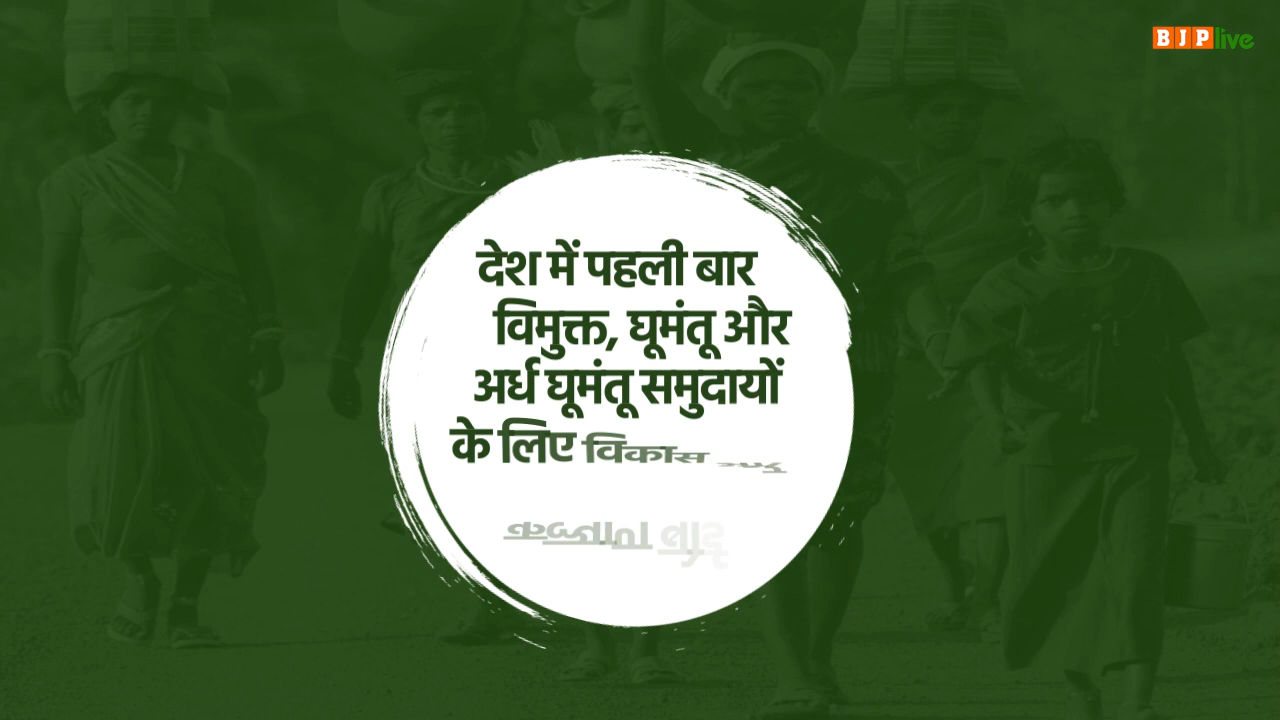 BJPlive
देश में पहली बार
विमुक्त, घूमंतू और
अर्ध घूमंतू समुदायों
के लिए विकास